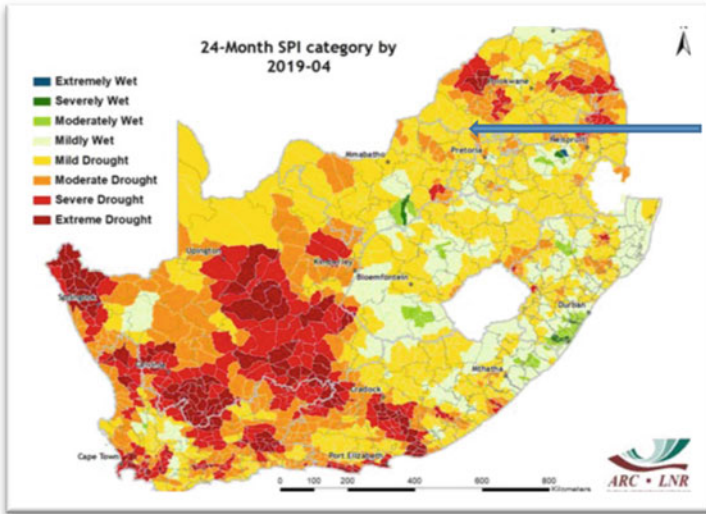 24-Month SPI category by
2019-04
Extremely Wet
Severely Wet
Moderately Wet
Mildly Wet
Mild Drought
Moderate Drought
Severe Drought
Extreme Drought
Polokwane
Nelspruit
Mmabatho
Pretoria
Upington
Kimberley
Bloemfontein
Springbok
Durban
Mthatha
Cradock
Cape Town
Port Elizabeth
0 100 200 400 600 800
Kilometers
ARC • LNR